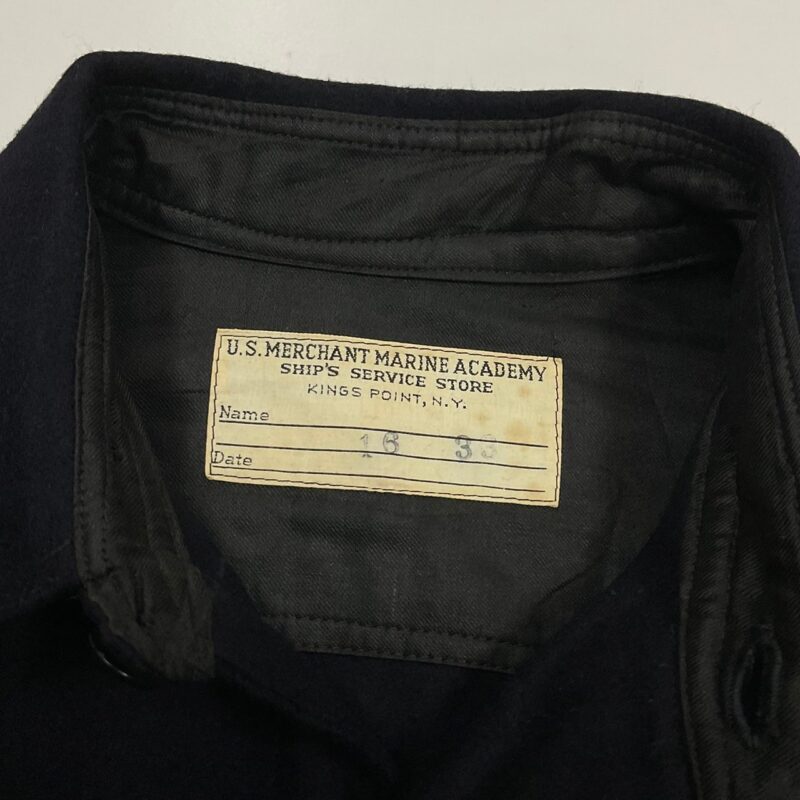 U.S. MERCHANT MARINE ACADEMY
SHIP'S SERVICE STORE
KINGS POINT, N.Y.
Name
16 33
Date